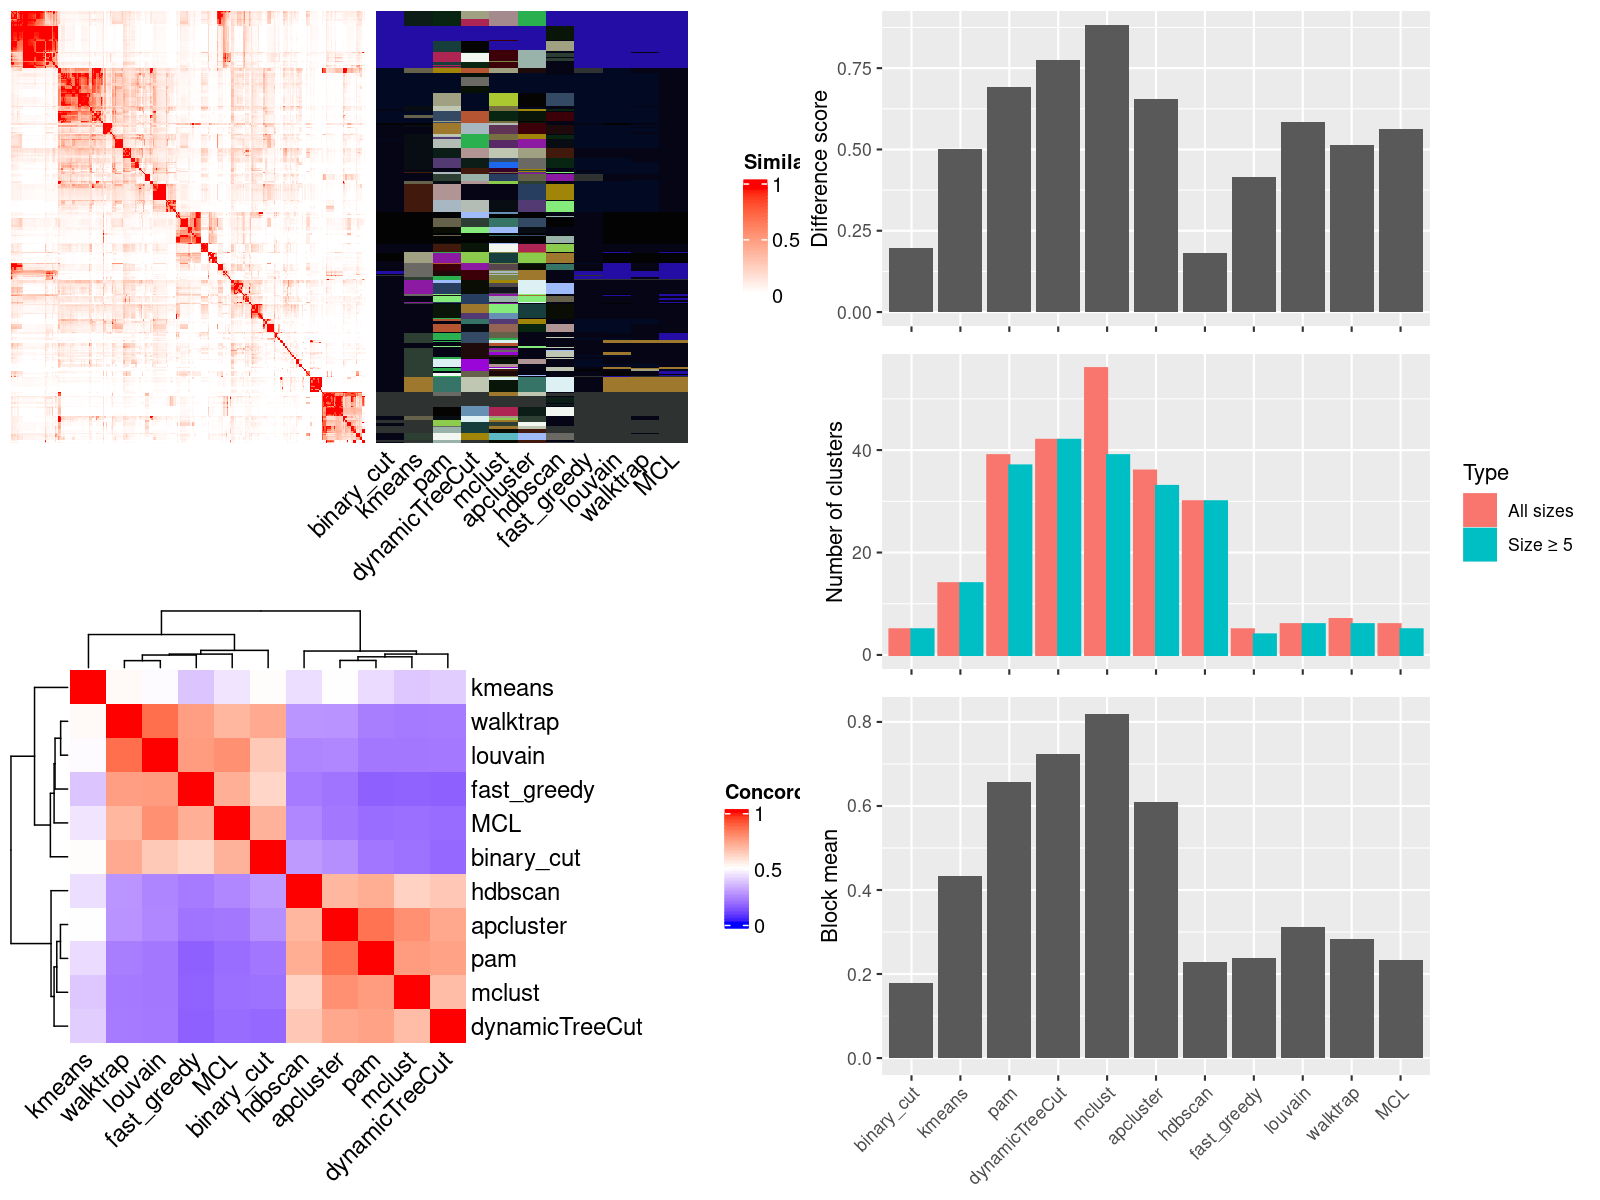 Simila
1
0.5
0
binary_cut
kmeans
pam
dynamicTreeCut
mclust
apcluster
hdbscan
fast_greedy
louvain
walktrap
MCL
kmeans
walktrap
louvain
fast_greedy
MCL
binary_cut
hdbscan
apcluster
pam
mclust
dynamicTreeCut
kmeans
walktrap
louvain
fast_greedy
MCL
binary_cut
hdbscan
apcluster
pam
mclust
dynamicTreeCut
Concord
1
0.5
0
Difference score
0.75
0.50
0.25
0.00
Number of clusters
40
20
0
Type
All sizes
Size ≥ 5
Block mean
0.8
0.6
0.4
0.2
0.0
binary_cut
kmeans
pam
dynamicTreeCut
mclust
apcluster
hdbscan
fast_greedy
louvain
walktrap
MCL